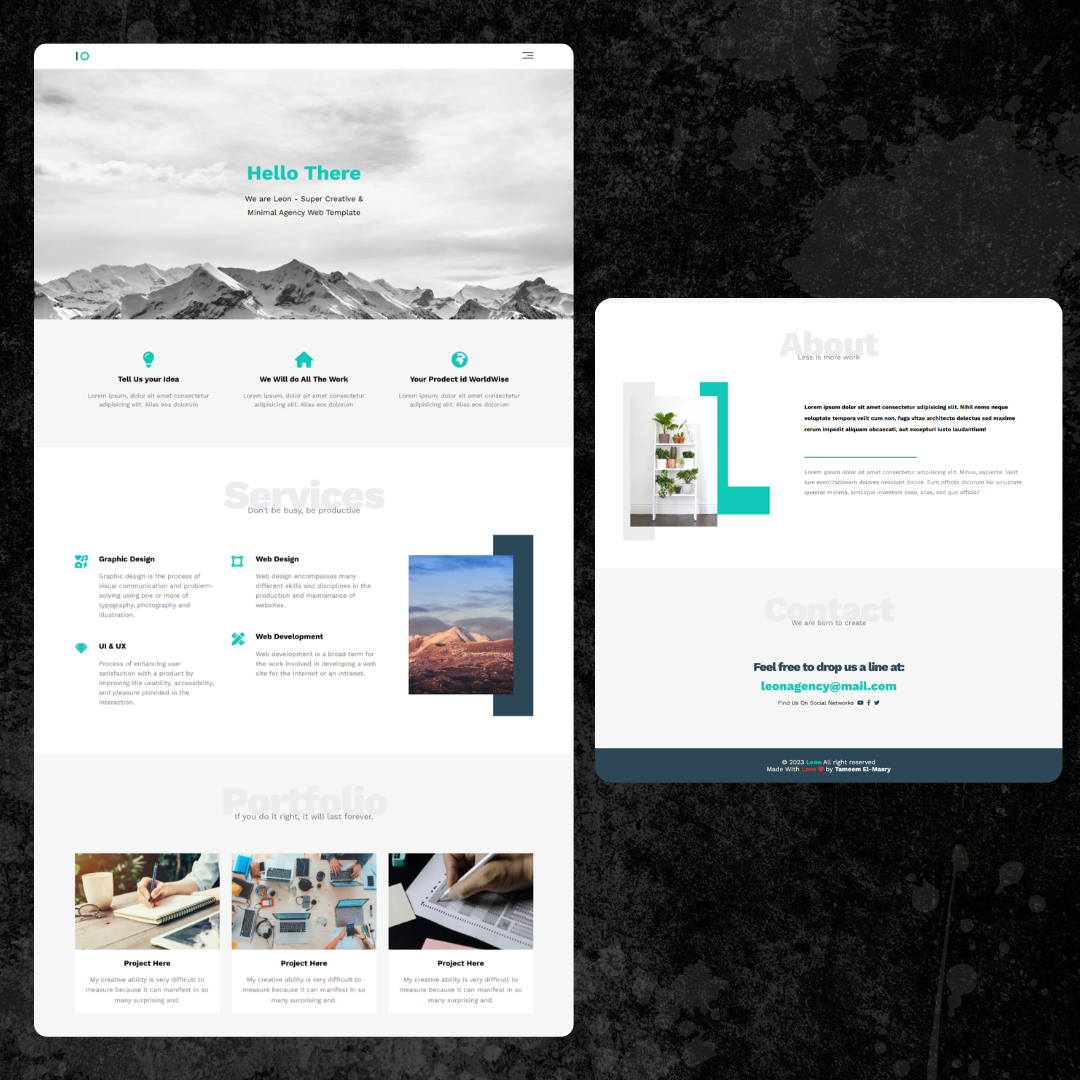 IO
Hello There
We are Leon - Super Creative &
Minimal Agency Web Template
Tell Us your Idea
Lorem ipsum, dolor sit amet consectetur
adipisicing elit. Alias eos dolorum
We Will do All The Work
Lorem ipsum, dolor sit amet consectetur
adipisicing elit. Alias eos dolorum
Your Prodect id WorldWise
Lorem ipsum, dolor sit amet consectetur
adipisicing elit. Alias eos dolorum
Services
Don't be busy, be productive
Graphic Design
Graphic design is the process of
visual communication and problem-
solving using one or more of
typography, photography and
illustration.
UI & UX
Process of enhancing user
satisfaction with a product by
improving the usability, accessibility,
and pleasure provided in the
interaction.
Web Design
Web design encompasses many
different skills and disciplines in the
production and maintenance of
websites.
Web Development
Web development is a broad term for
the work involved in developing a web
site for the Internet or an intranet.
Portfolio
If you do it right, it will last forever.
Project Here
My creative ability is very difficult to
measure because it can manifest in so
many surprising and.
Project Here
My creative ability is very difficult to
measure because it can manifest in so
many surprising and.
Project Here
My creative ability is very difficult to
measure because it can manifest in so
many surprising and.
About
Less is more work
Lorem ipsum dolor sit amet consectetur adipisicing elit. Nihil nemo neque
voluptate tempora velit cum non, fuga vitae architecto delectus sed maxime
rerum impedit aliquam obcaecati, aut excepturi iusto laudantium!
Lorem ipsum dolor sit amet consectetur adipisicing elit. Minus, sapiente. Velit
iure exercitationem dolores nesciunt dolore. Eum officiis dolorum hic voluptate
quaerat minima, similique inventore esse, alias, sed quo officia?
Contact
We are born to create
Feel free to drop us a line at:
leonagency@mail.com
Find Us On Social Networks
© 2023 Leon All right reserved
Made With Love ❤ by Tameem El-Masry